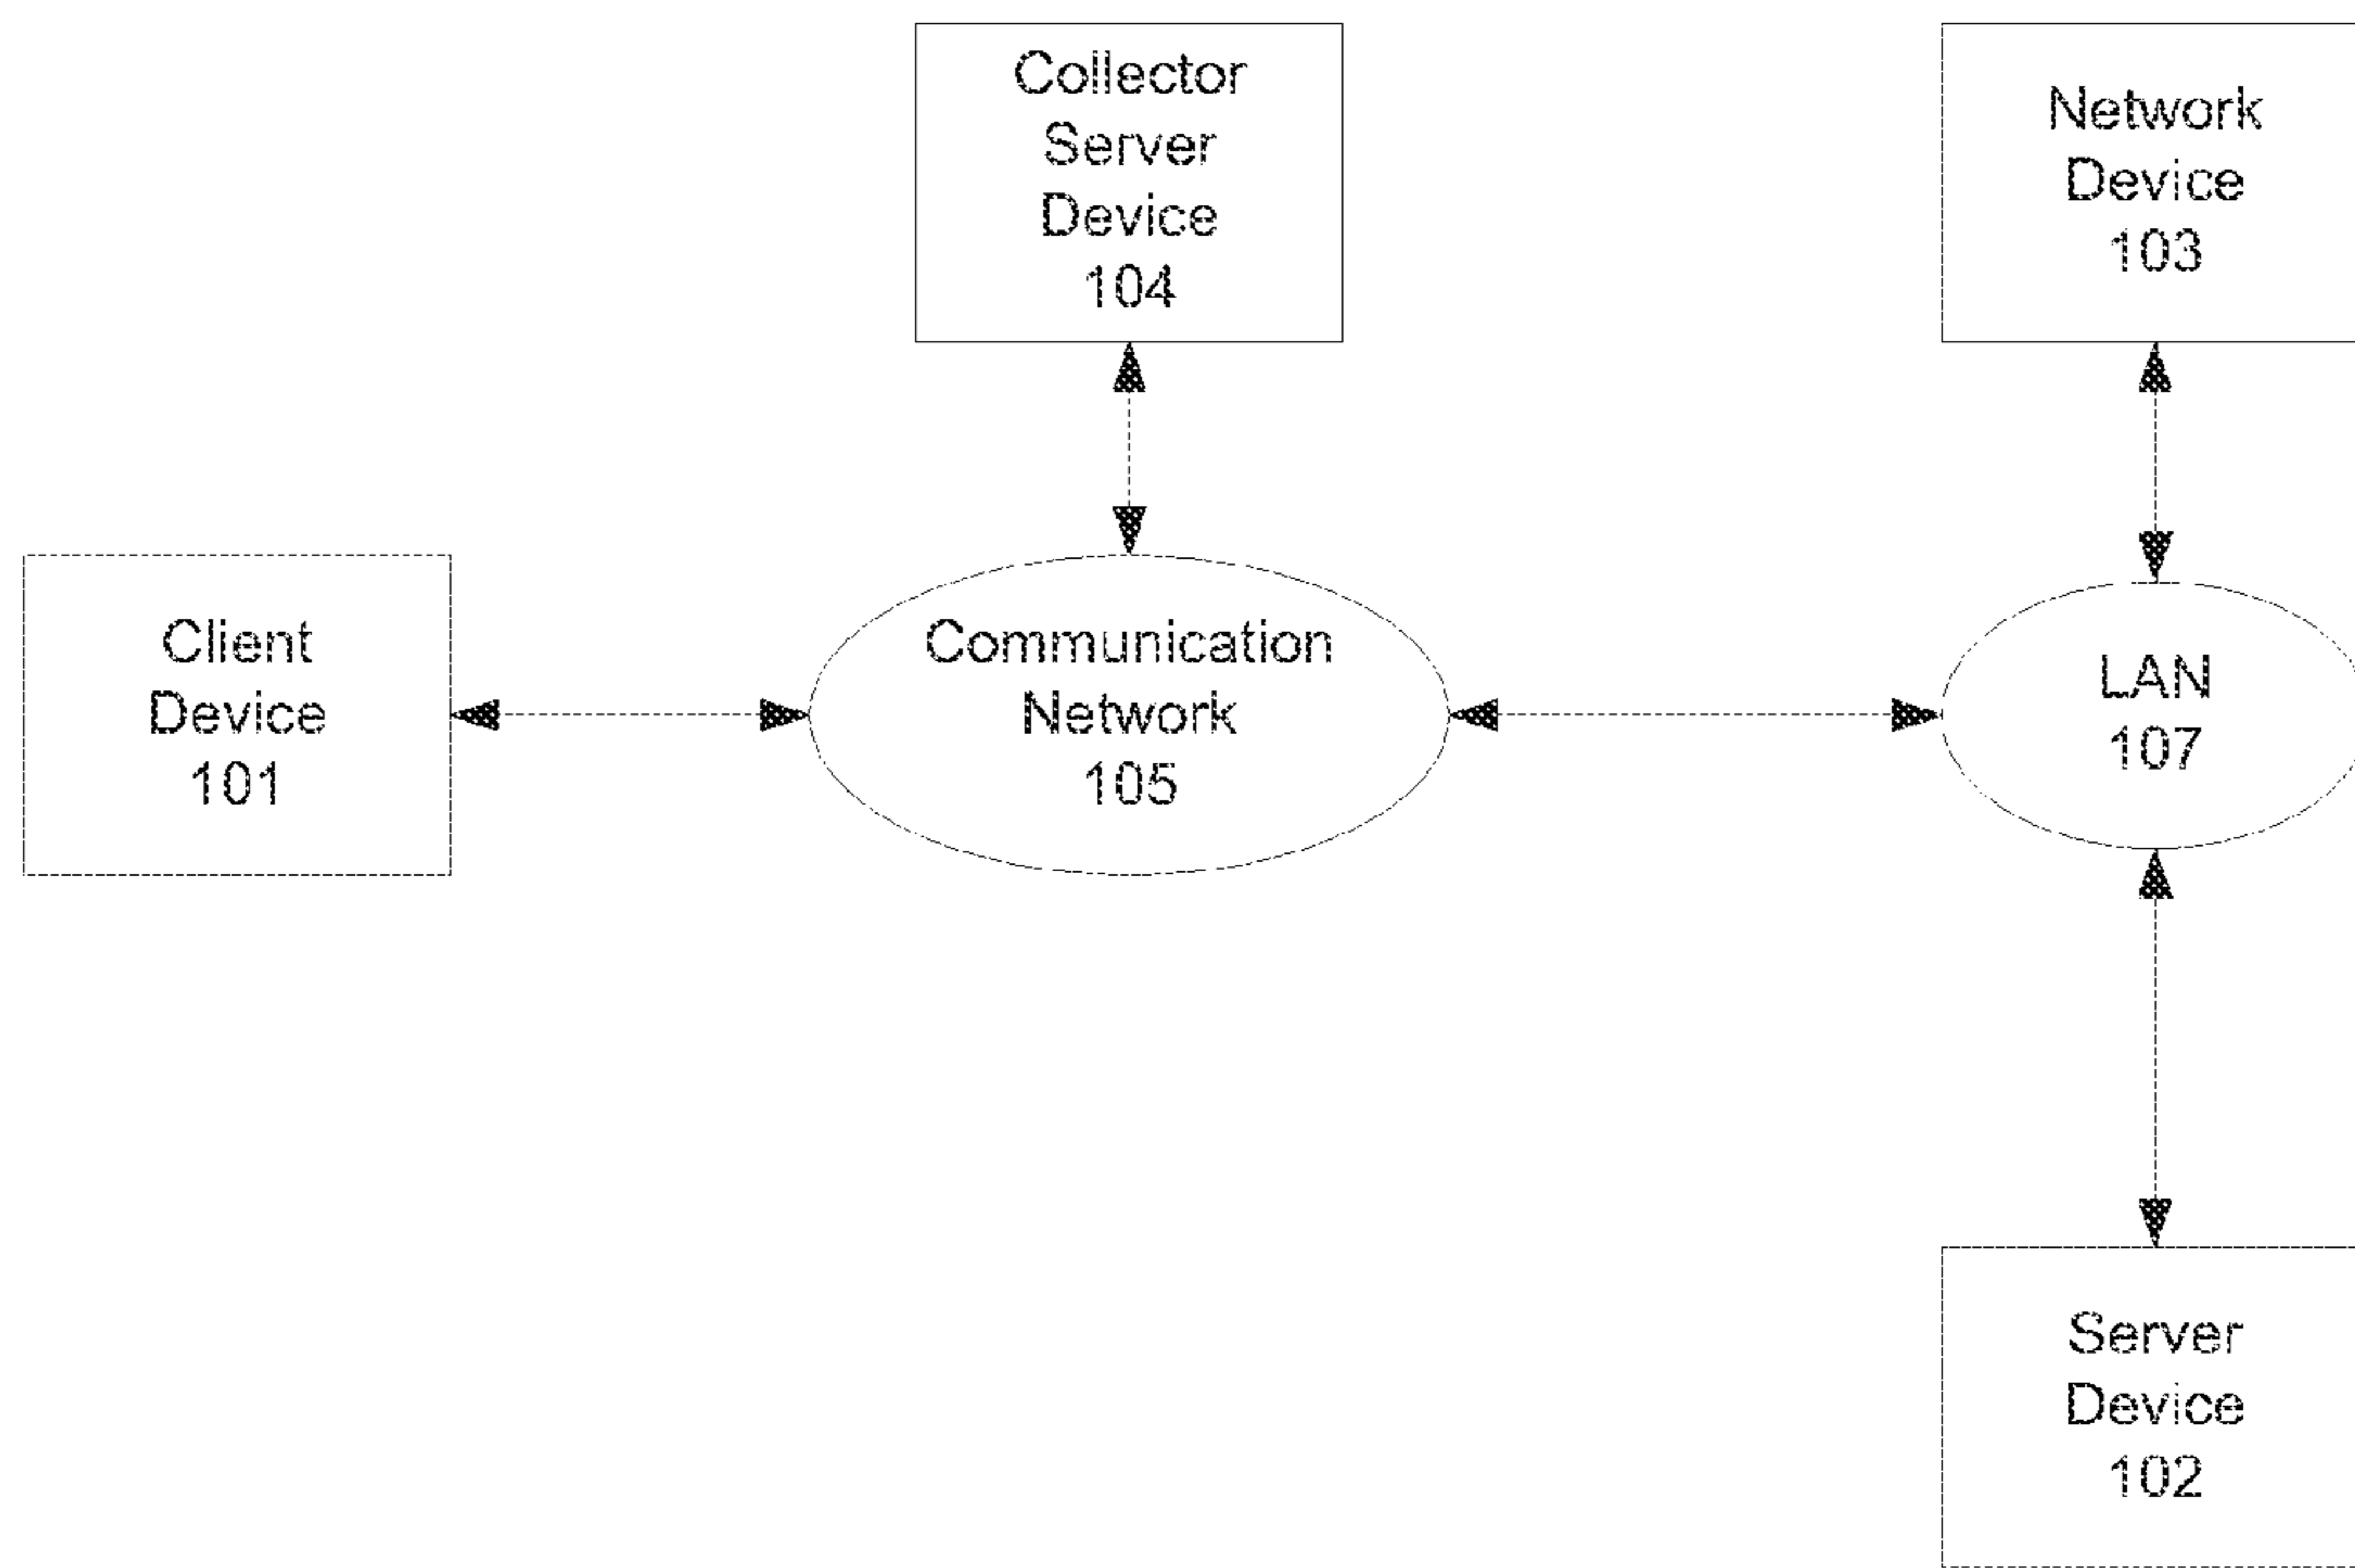 Collector
Server
Device
104
Network
Device
103
Client
Device
101
Communication
Network
105
LAN
107
Server
Device
102